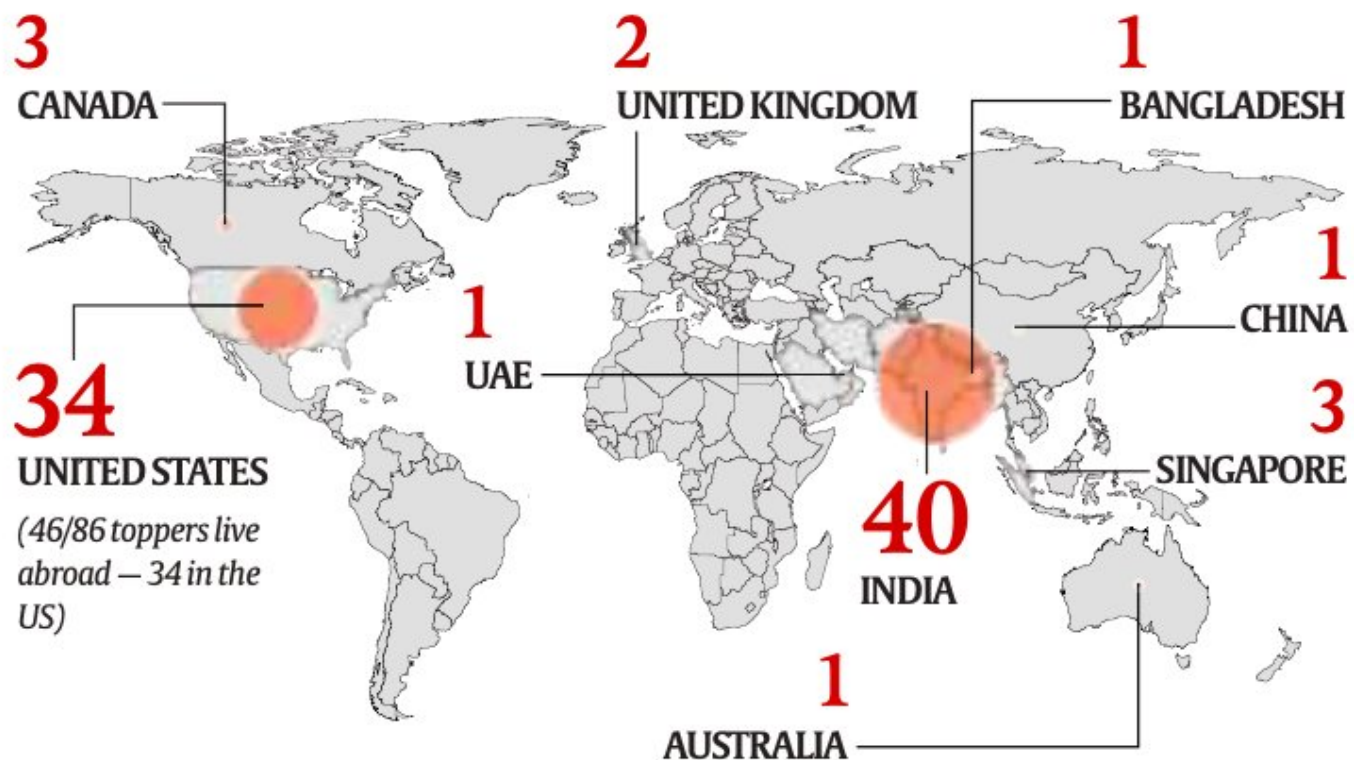 3
CANADA
2
UNITED KINGDOM
1
BANGLADESH
1
CHINA
1
UAE
34
UNITED STATES
(46/86 toppers live
abroad — 34 in the
US)
3
SINGAPORE
40
INDIA
1
AUSTRALIA